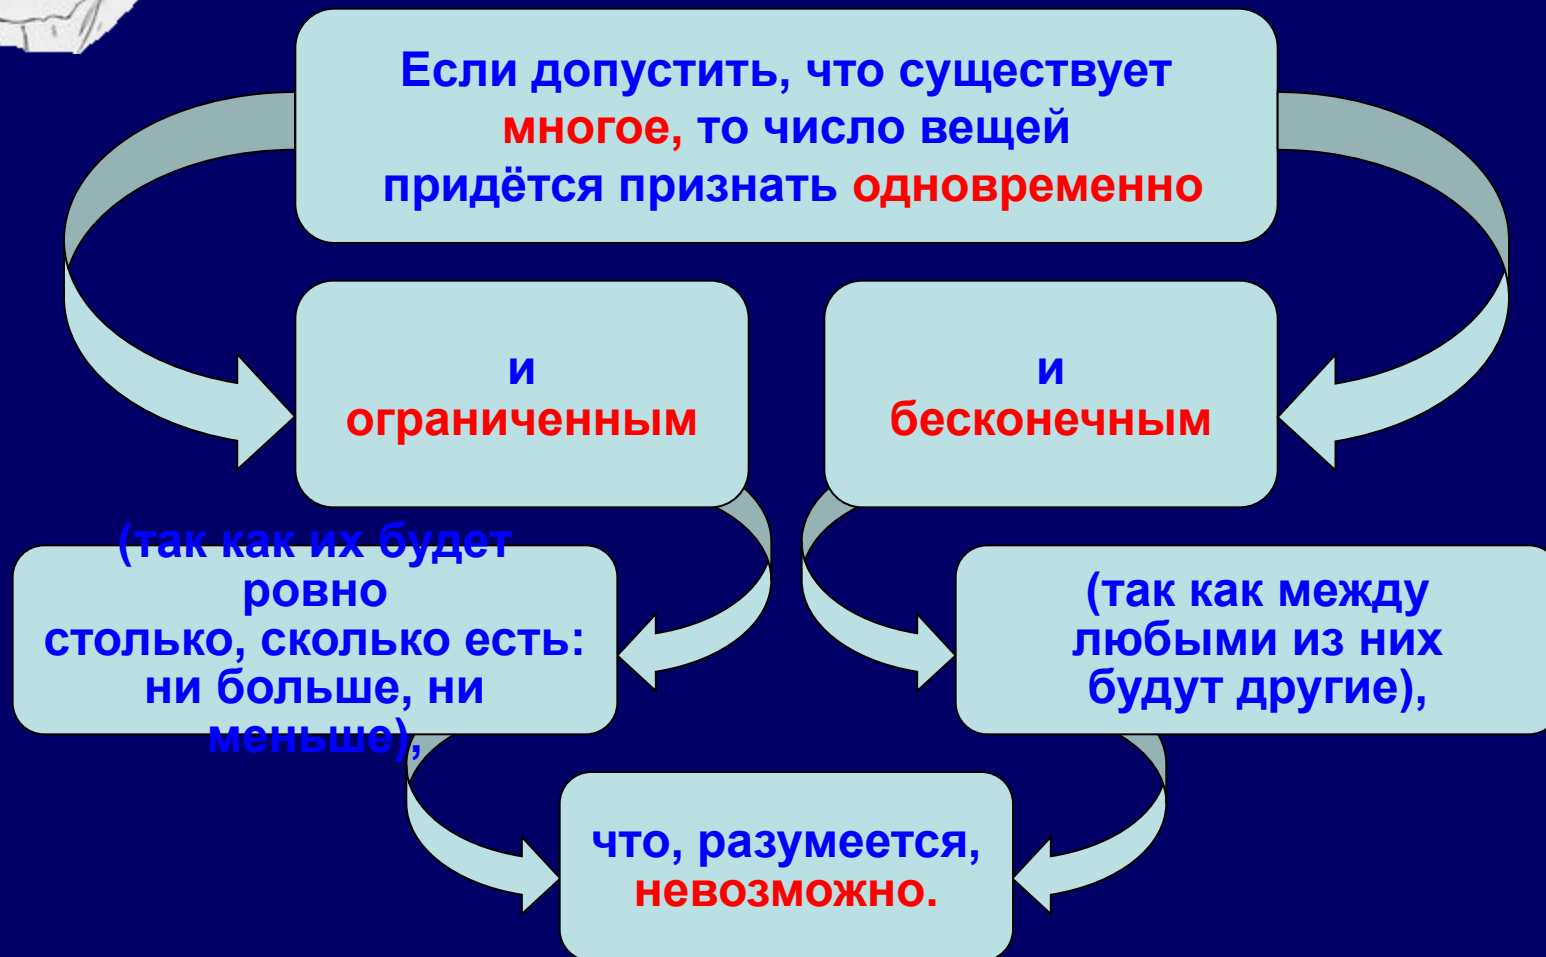 Если допустить, что существует
многое, то число вещей
придётся признать одновременно
и
ограниченным
и
бесконечным
(так как их будет
ровно
столько, сколько есть:
ни больше, ни
меньше),
(так как между
любыми из них
будут другие),
что, разумеется,
невозможно.